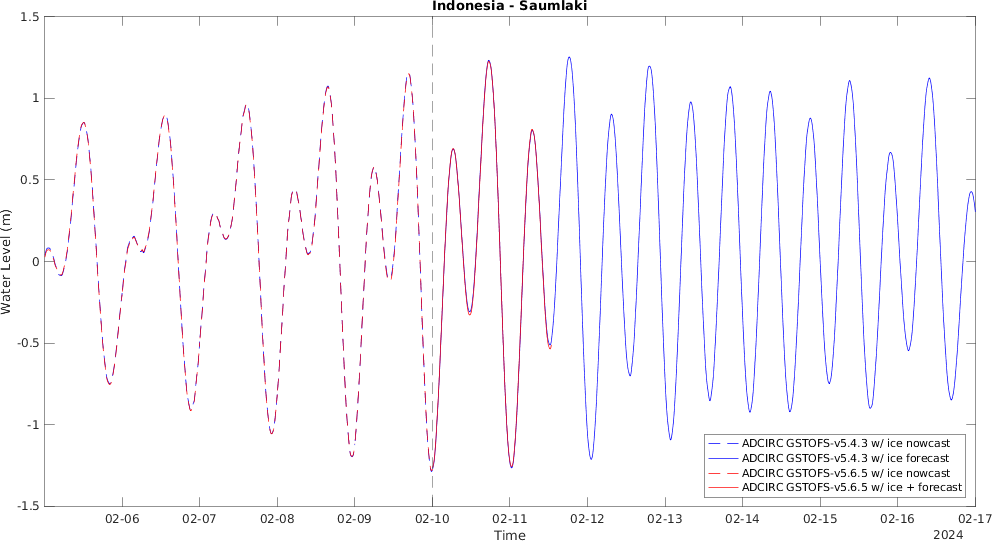 Indonesia - Saumlaki
1.5
1
0.5
0
-0.5
-1
-1.5
Water Level (m)
ADCIRC GSTOFS-v5.4.3 w/ ice nowcast
ADCIRC GSTOFS-v5.4.3 w/ ice forecast
ADCIRC GSTOFS-v5.6.5 w/ ice nowcast
ADCIRC GSTOFS-v5.6.5 w/ ice + forecast
02-06 02-07 02-08 02-09 02-10 02-11 02-12 02-13 02-14 02-15 02-16 02-17
Time
2024